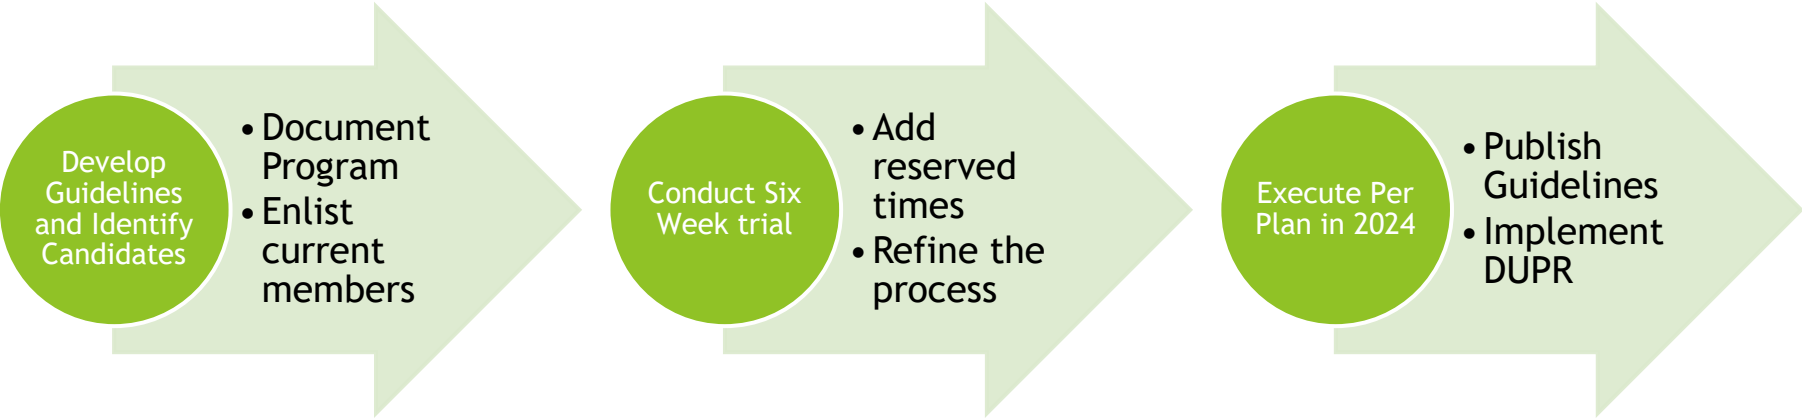 Develop
Guidelines
and Identify
Candidates
• Document
Program
• Enlist
current
members
Conduct Six
Week trial
• Add
reserved
times
• Refine the
process
Execute Per
Plan in 2024
• Publish
Guidelines
• Implement
DUPR